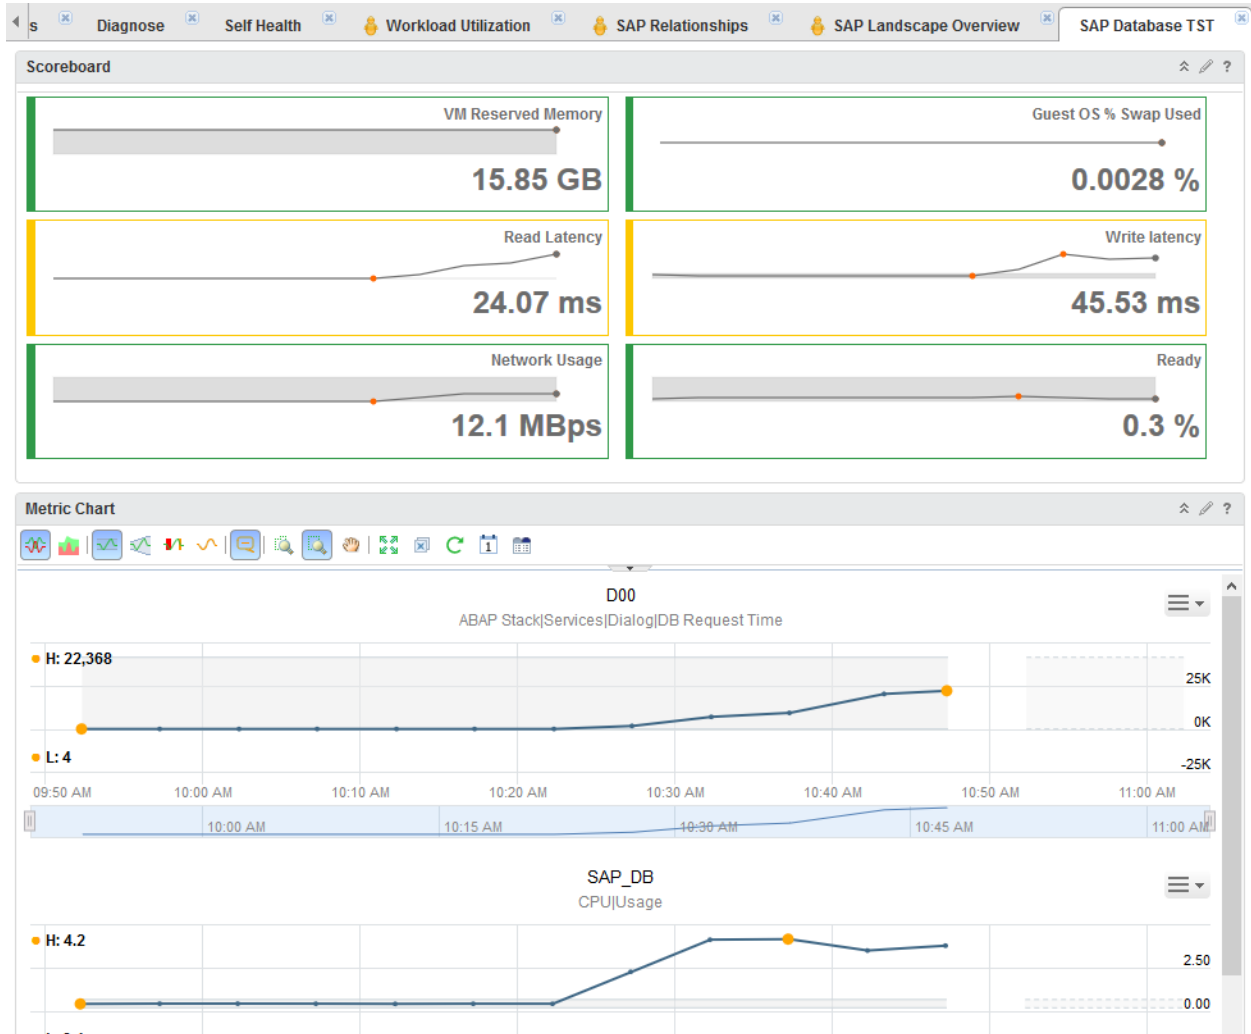 s Diagnose Self Health Workload Utilization SAP Relationships SAP Landscape Overview SAP Database TST
Scoreboard ?
VM Reserved Memory
15.85 GB
Guest OS % Swap Used
0.0028 %
Read Latency
24.07 ms
Write latency
45.53 ms
Network Usage
12.1 MBps
Ready
0.3 %
Metric Chart ?
1
D00
ABAP Stack|Services|Dialog|DB Request Time
H: 22,368
25K
0K
L: 4
-25K
09:50 AM 10:00 AM 10:10 AM 10:20 AM 10:30 AM 10:40 AM 10:50 AM 11:00 AM
10:00 AM 10:15 AM 10:30 AM 10:45 AM 11:00 AM
SAP_DB
CPU|Usage
H: 4.2
2.50
0.00